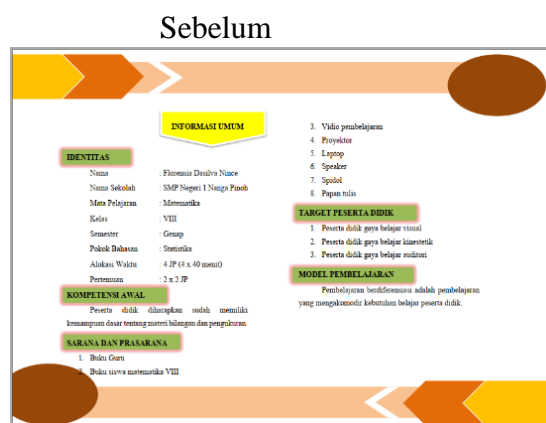 Sebelum
INFORMASI UMUM
IDENTITAS
Nama : Florensia Dasilva Nince
Nama Sekolah : SMP Negeri 1 Nanga Pinoh
Mata Pelajaran : Matematika
Kelas : VIII
Semester : Genap
Pokok Bahasan : Statistika
Alokasi Waktu : 4 JP (4 x 40 menit)
Pertemuan : 2 x 2 JP
KOMPETENSI AWAL
Peserta didik diharapkan sudah memiliki
kemampuan dasar tentang materi bilangan dan pengukuran.
SARANA DAN PRASARANA
1. Buku Guru
2. Buku siswa matematika VIII
3. Vidio pembelajaran
4. Proyektor
5. Laptop
6. Speaker
7. Spidol
8. Papan tulis
TARGET PESERTA DIDIK
1. Peserta didik gaya belajar visual
2. Peserta didik gaya belajar kinestetik
3. Peserta didik gaya belajar auditori
MODEL PEMBELAJARAN
Pembelajaran berdiferensiasi adalah pembelajaran
yang mengakomodir kebutuhan belajar peserta didik.